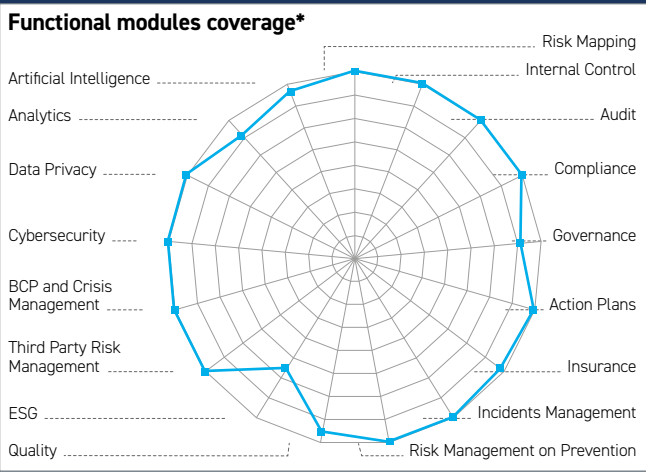 Functional modules coverage*
Risk Mapping
Internal Control
Audit
Compliance
Governance
Action Plans
Insurance
Incidents Management
Risk Management on Prevention
Quality
ESG
Third Party Risk
Management
BCP and Crisis
Management
Cybersecurity
Data Privacy
Analytics
Artificial Intelligence